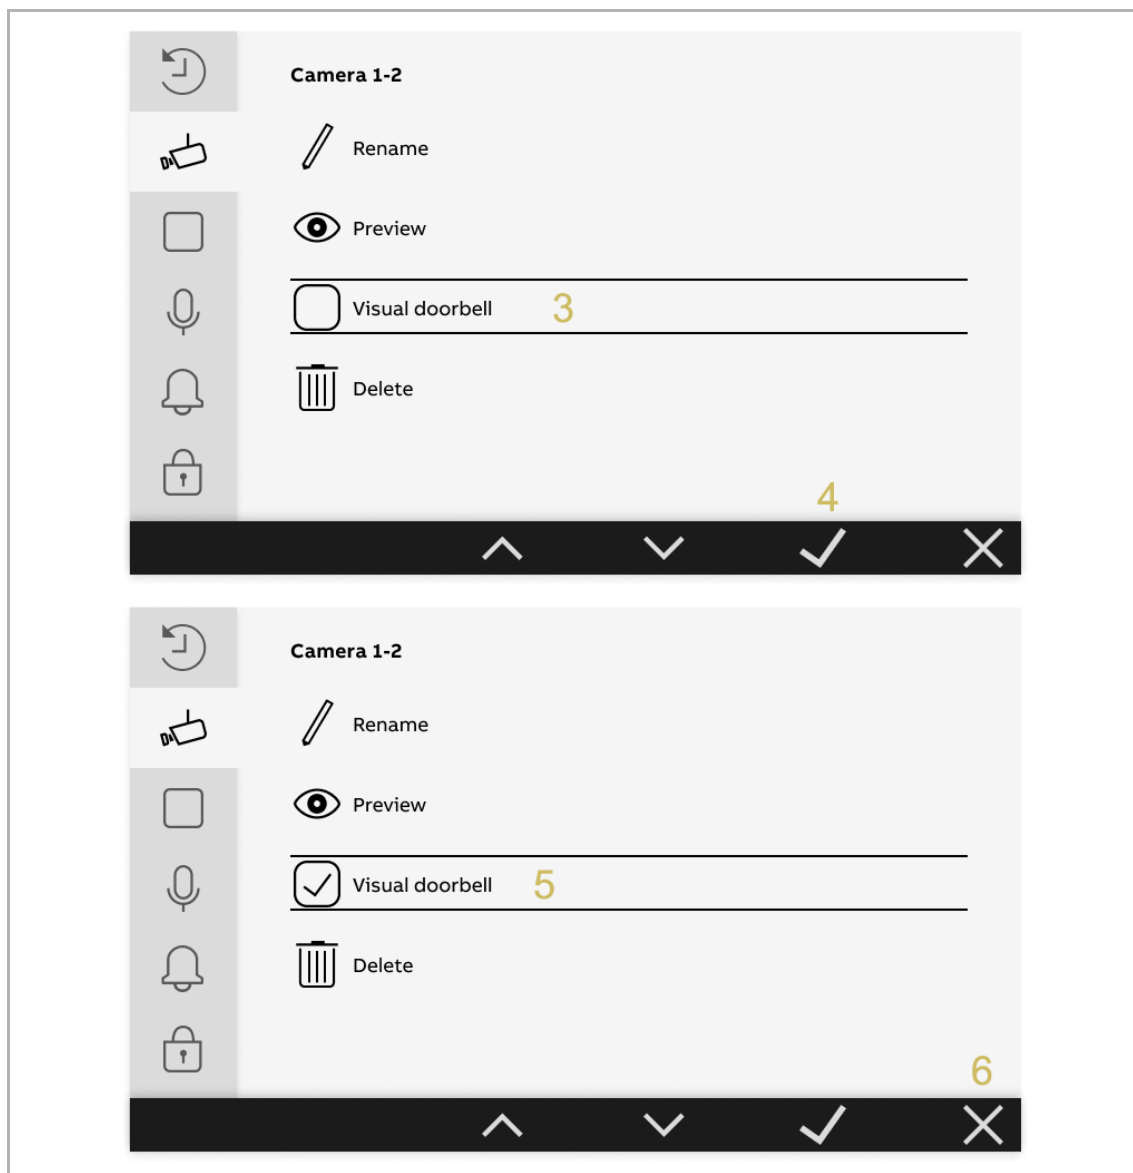 Camera 1-2
Rename
Preview
Visual doorbell 3
Delete
4
Camera 1-2
Rename
Preview
Visual doorbell 5
Delete
6